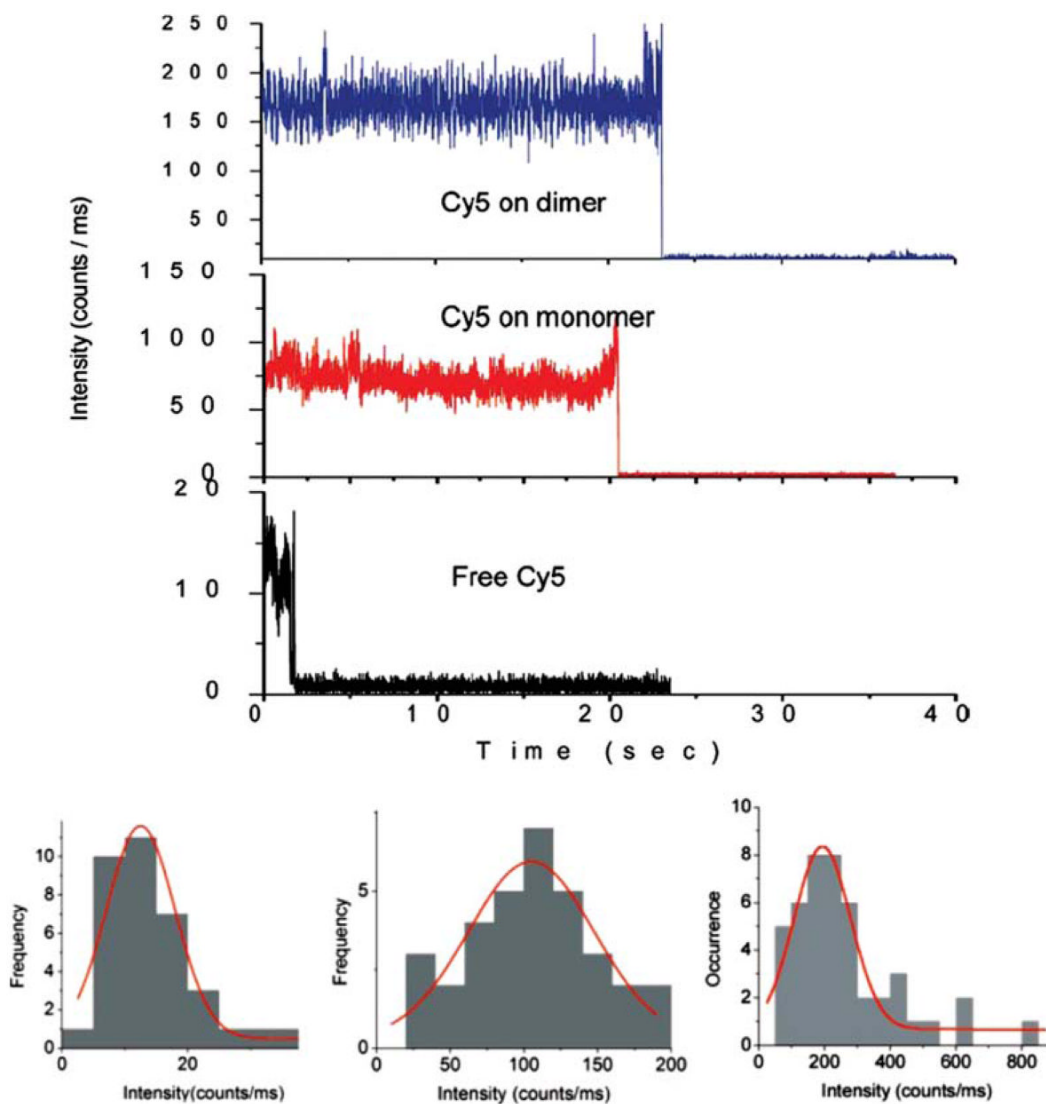 250
200
150
100
50
Cy5 on dimer
150
100
50
0
Cy5 on monomer
Intensity (counts / ms)
20
10
0
Free Cy5
0 10 20 30 40
Time (sec)
10
8
6
4
2
0
Frequency
0 20
Intensity(counts/ms)
5
0
Frequency
0 50 100 150 200
Intensity (counts/ms)
10
8
6
4
2
0
Occurrence
0 200 400 600 800
Intensity (counts/ms)